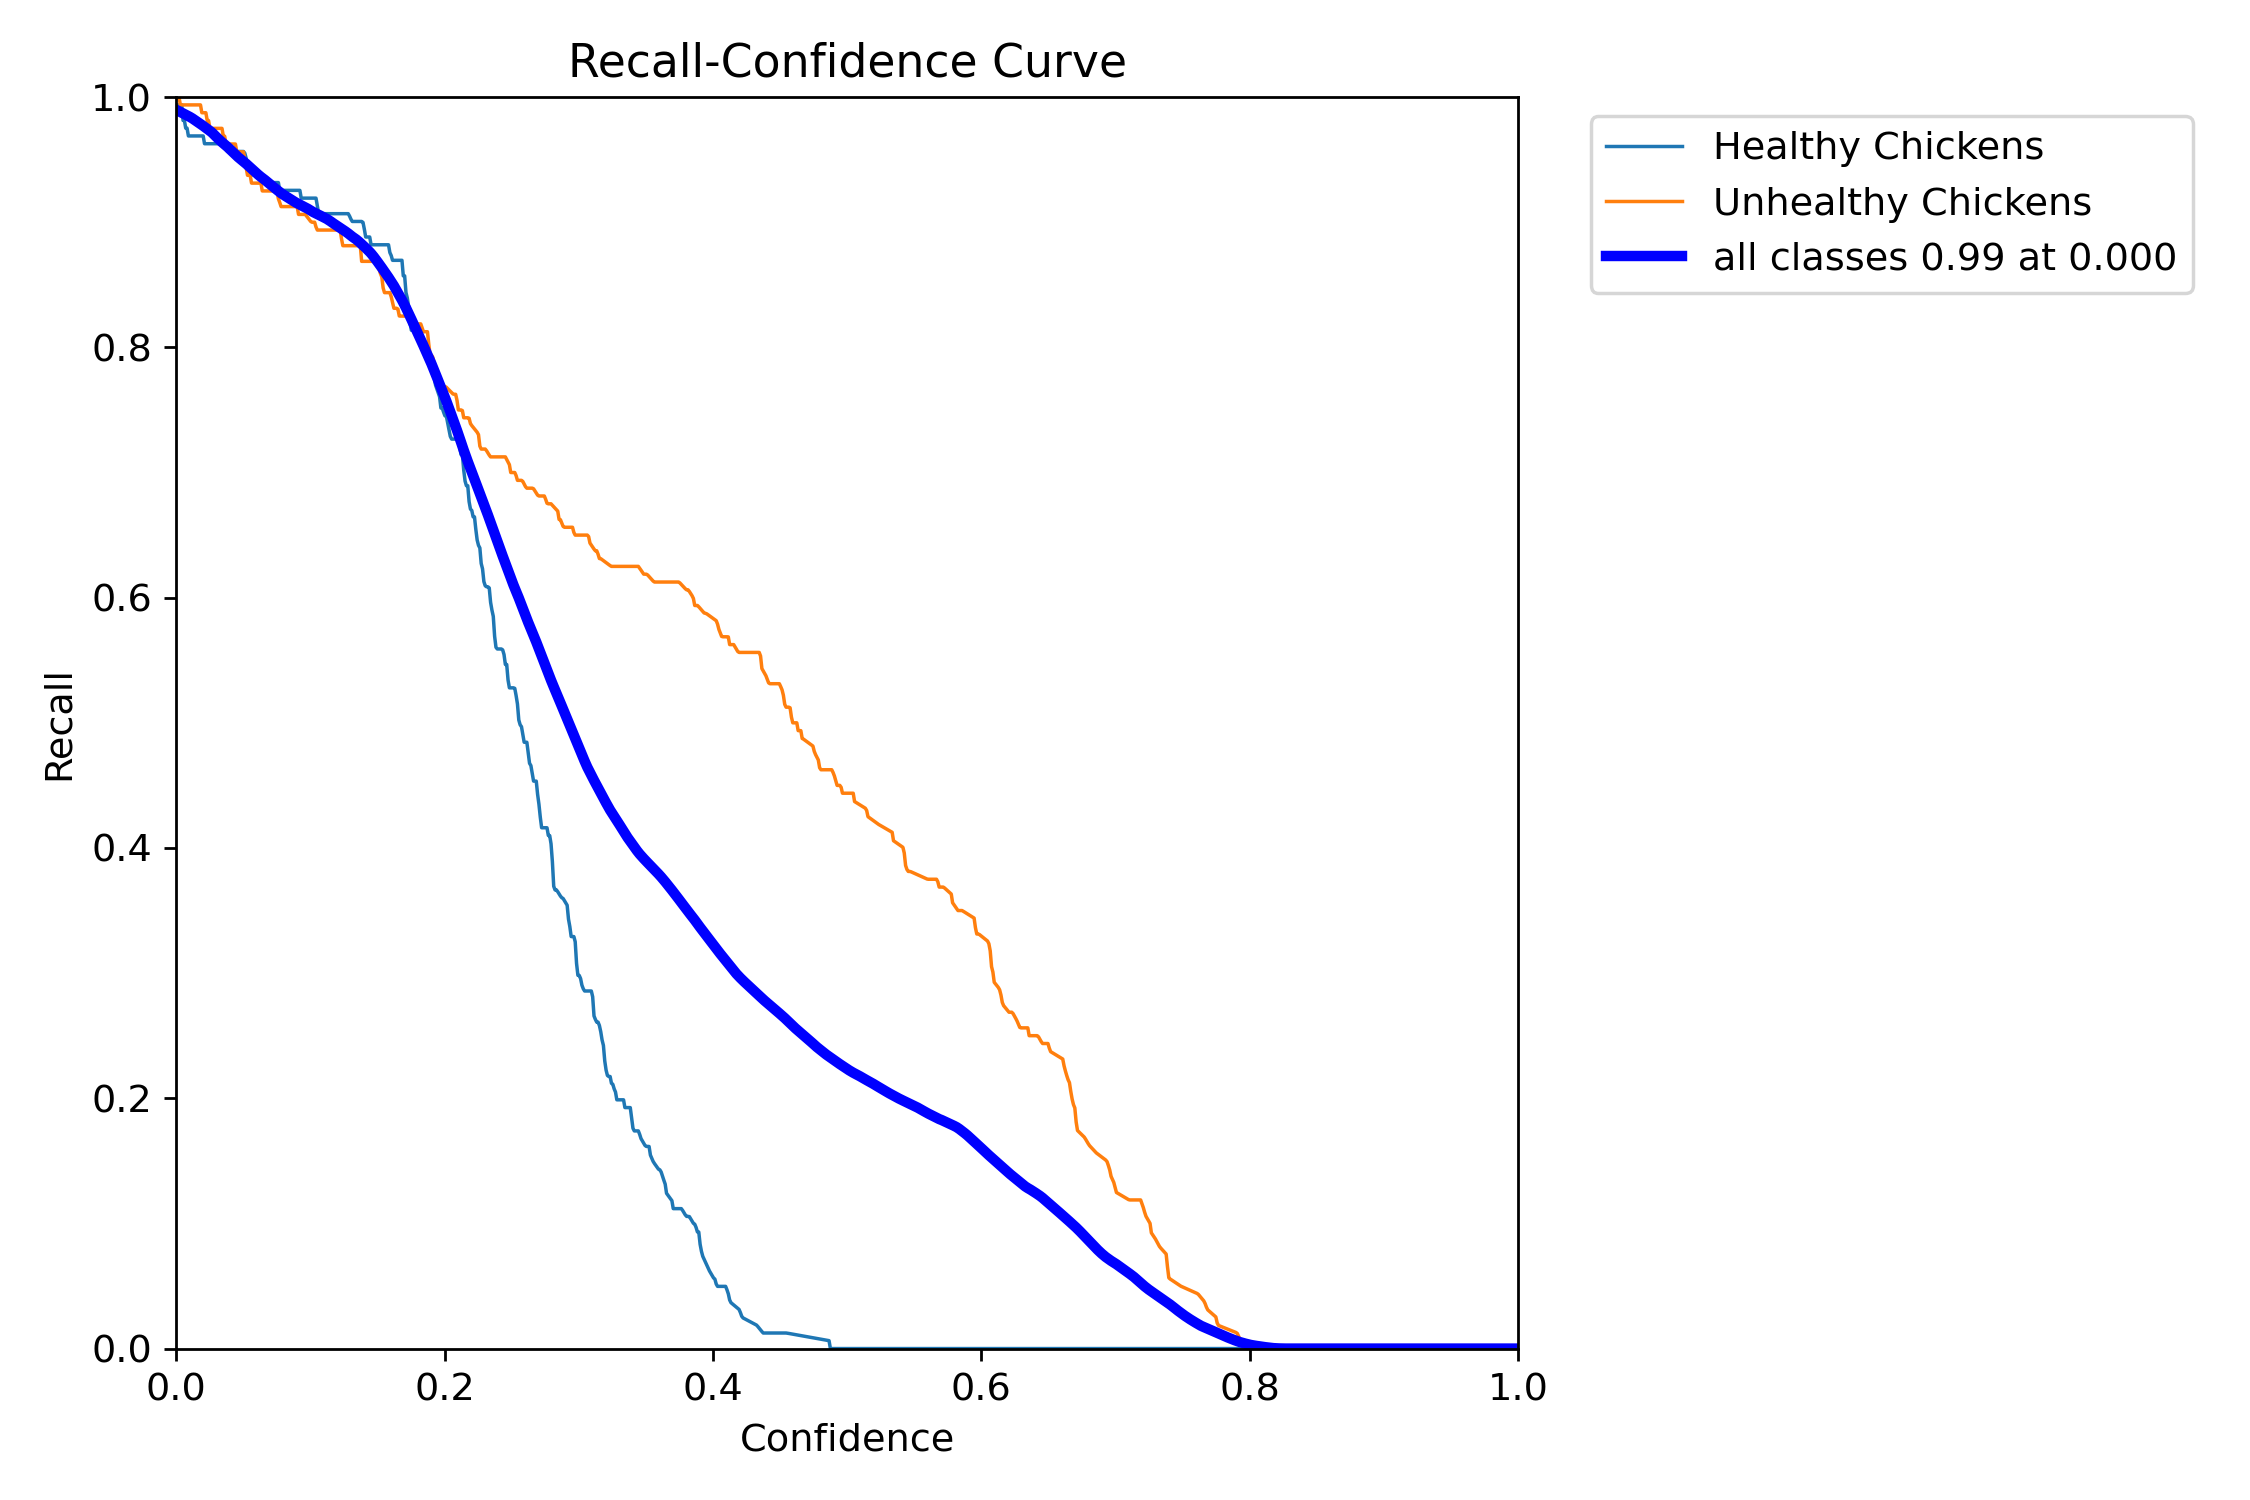 Recall-Confidence Curve
Healthy Chickens
Unhealthy Chickens
all classes 0.99 at 0.000
1.0
0.8
0.6
0.4
0.2
0.0
Recall
0.0 0.2 0.4 0.6 0.8 1.0
Confidence